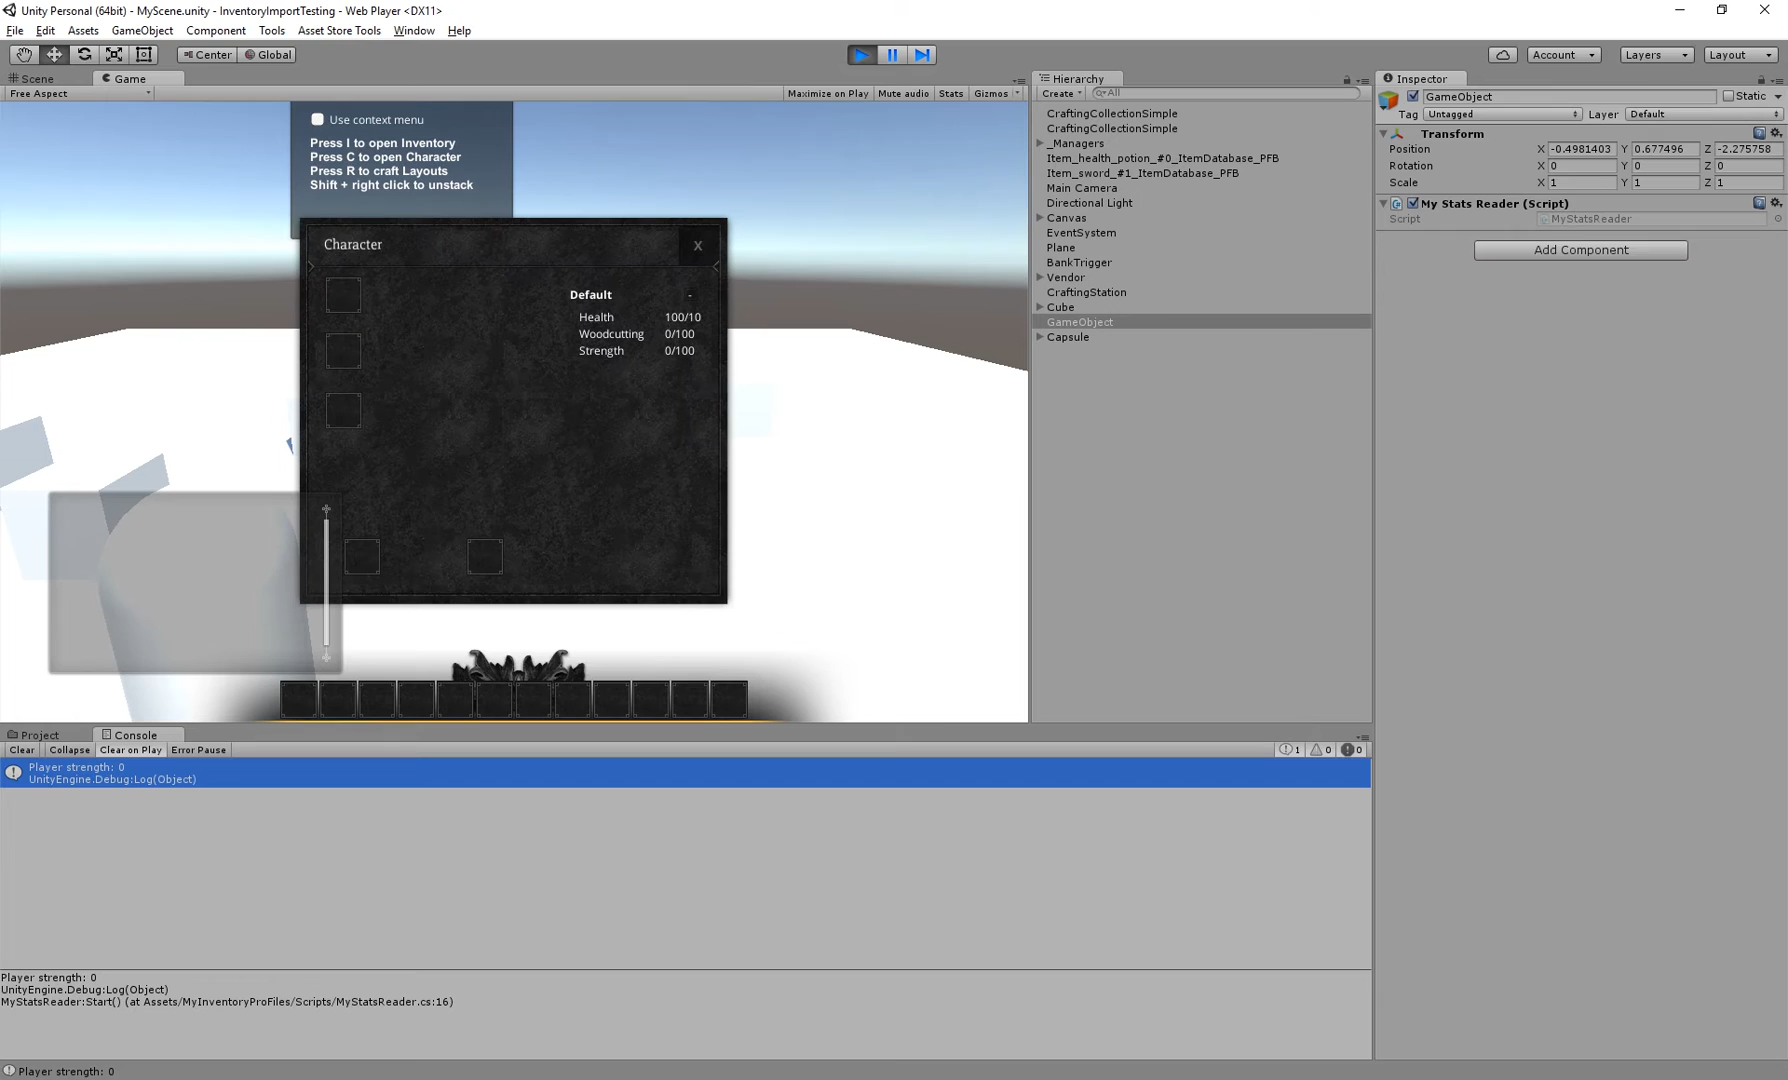 Unity Personal (64bit) - MyScene.unity - InventoryImportTesting - Web Player <DX11>
File Edit Assets GameObject Component Tools Asset Store Tools Window Help
Center Global Account Layers Layout
Scene Game
Free Aspect Maximize on Play Mute audio Stats Gizmos
Use context menu
Press I to open Inventory
Press C to open Character
Press R to craft Layouts
Shift + right click to unstack
Character X
Default -
Health 100/10
Woodcutting 0/100
Strength 0/100
Hierarchy
Create All
CraftingCollectionSimple
CraftingCollectionSimple
_Managers
Item_health_potion_#0_ItemDatabase_PFB
Item_sword_#1_ItemDatabase_PFB
Main Camera
Directional Light
Canvas
EventSystem
Plane
BankTrigger
Vendor
CraftingStation
Cube
GameObject
Capsule
Inspector
GameObject Static
Tag Untagged Layer Default
Transform
Position X -0.4981403 Y 0.677496 Z -2.275758
Rotation X 0 Y 0 Z 0
Scale X 1 Y 1 Z 1
My Stats Reader (Script)
Script MyStatsReader
Add Component
Project Console
Clear Collapse Clear on Play Error Pause 1 0 0
Player strength: 0
UnityEngine.Debug:Log(Object)
Player strength: 0
UnityEngine.Debug:Log(Object)
MyStatsReader:Start() (at Assets/MyInventoryProFiles/Scripts/MyStatsReader.cs:16)
Player strength: 0